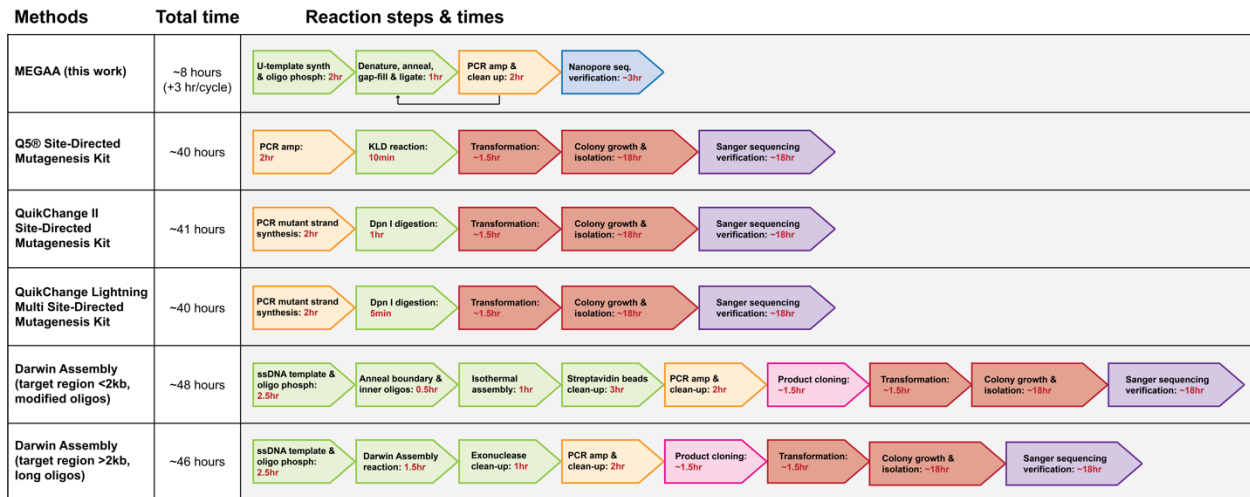 Methods
Total time
Reaction steps & times
MEGAA (this work)
~8 hours
(+3 hr/cycle)
U-template synth
& oligo phosph: 2hr
Denature, anneal,
gap-fill & ligate: 1hr
PCR amp &
clean up: 2hr
Nanopore seq.
verification: ~3hr
Q5® Site-Directed
Mutagenesis Kit
~40 hours
PCR amp:
2hr
KLD reaction:
10min
Transformation:
~1.5hr
Colony growth &
isolation: ~18hr
Sanger sequencing
verification: ~18hr
QuikChange II
Site-Directed
Mutagenesis Kit
~41 hours
PCR mutant strand
synthesis: 2hr
Dpn I digestion:
1hr
Transformation:
~1.5hr
Colony growth &
isolation: ~18hr
Sanger sequencing
verification: ~18hr
QuikChange Lightning
Multi Site-Directed
Mutagenesis Kit
~40 hours
PCR mutant strand
synthesis: 2hr
Dpn I digestion:
5min
Transformation:
~1.5hr
Colony growth &
isolation: ~18hr
Sanger sequencing
verification: ~18hr
Darwin Assembly
(target region <2kb,
modified oligos)
~48 hours
ssDNA template &
oligo phosph:
2.5hr
Anneal boundary &
inner oligos: 0.5hr
Isothermal
assembly: 1hr
Streptavidin beads
clean-up: 3hr
PCR amp &
clean-up: 2hr
Product cloning:
~1.5hr
Transformation:
~1.5hr
Colony growth &
isolation: ~18hr
Sanger sequencing
verification: ~18hr
Darwin Assembly
(target region >2kb,
long oligos)
~46 hours
ssDNA template &
oligo phosph:
2.5hr
Darwin Assembly
reaction: 1.5hr
Exonuclease
clean-up: 1hr
PCR amp
& clean-up: 2hr
Product cloning:
~1.5hr
Transformation:
~1.5hr
Colony growth &
isolation: ~18hr
Sanger sequencing
verification: ~18hr